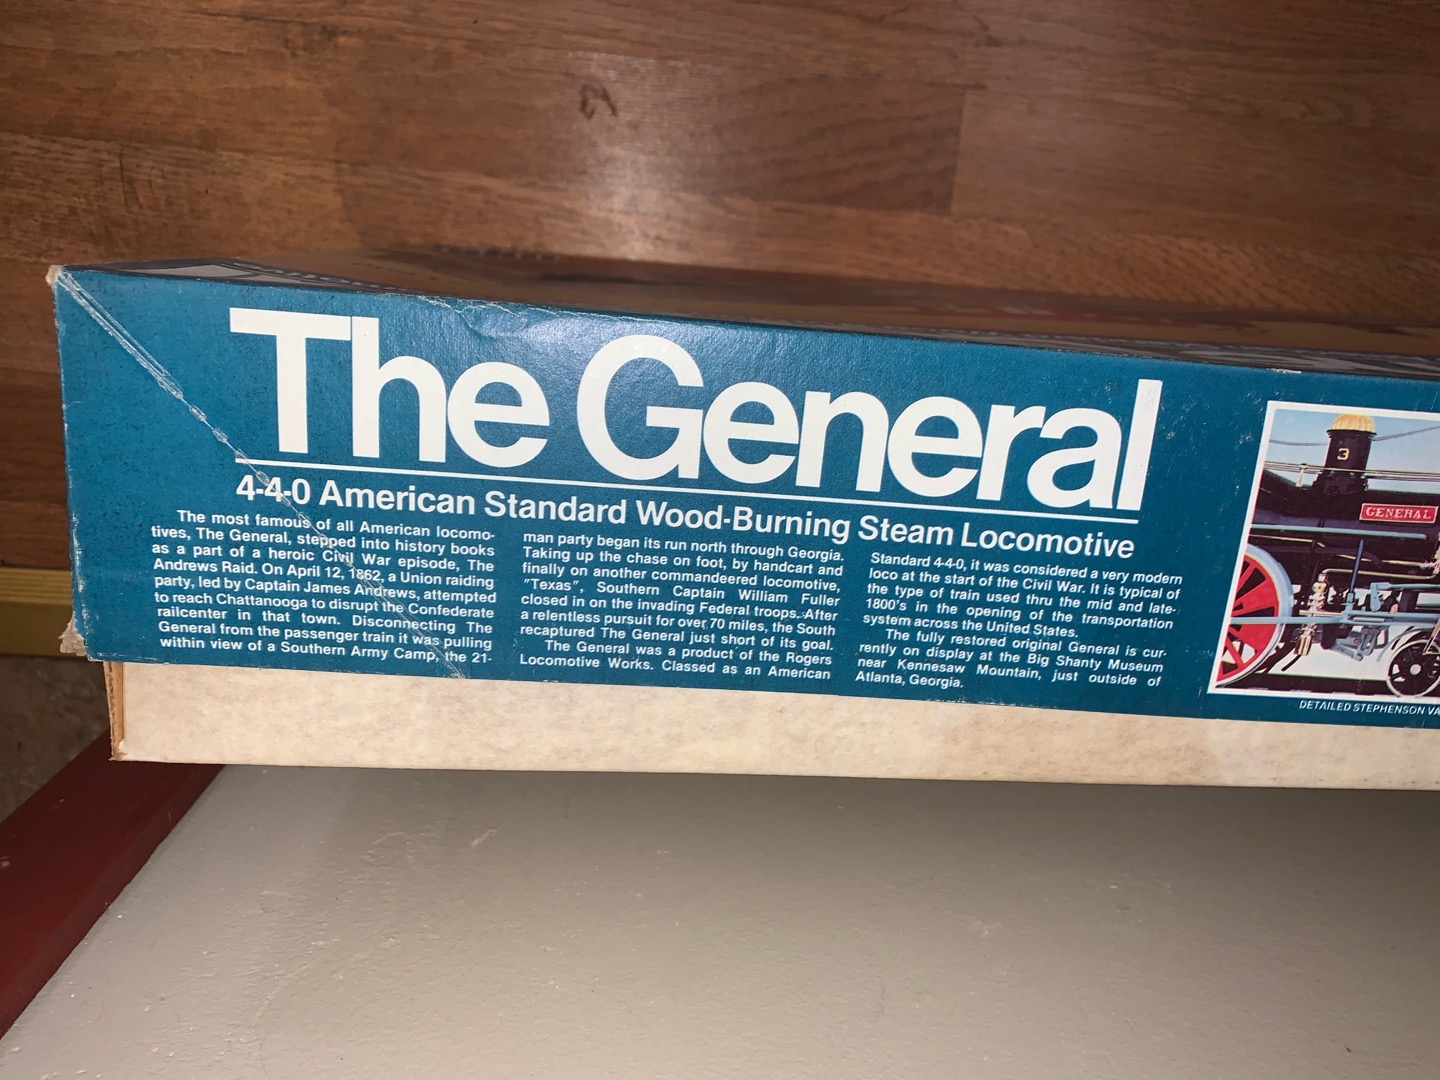 The General
4-4-0 American Standard Wood-Burning Steam Locomotive
The most famous of all American locomo-
tives, The General, stepped into history books
as a part of a heroic Civil War episode, The
Andrews Raid. On April 12, 1862, a Union raiding
party, led by Captain James Andrews, attempted
to reach Chattanooga to disrupt the Confederate
railcenter in that town. Disconnecting The
General from the passenger train it was pulling
within view of a Southern Army Camp, the 21-
man party began its run north through Georgia.
Taking up the chase on foot, by handcart and
finally on another commandeered locomotive,
"Texas", Southern Captain William Fuller
closed in on the invading Federal troops. After
a relentless pursuit for over 70 miles, the South
recaptured The General just short of its goal.
The General was a product of the Rogers
Locomotive Works. Classed as an American
Standard 4-4-0, it was considered a very modern
loco at the start of the Civil War. It is typical of
the type of train used thru the mid and late-
1800's in the opening of the transportation
system across the United States.
The fully restored original General is cur-
rently on display at the Big Shanty Museum
near Kennesaw Mountain, just outside of
Atlanta, Georgia.
3
GENERAL
DETAILED STEPHENSON VA